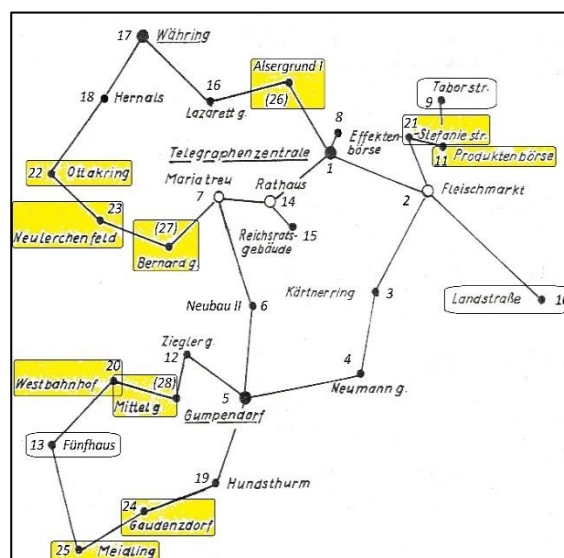 17 Währing
Alsergrund I
(26)
16
Lazarett g.
18 Hernals
8
Effekten
börse
Telegraphenzentrale
1
Taborstr.
9
21
Stefanie str.
11
Produktenbörse
22 Ottakring
Mariatreu
7
Rathaus
14
Fleischmarkt
2
23
Neulerchenfeld
(27)
Bernard g.
Reichsrats-
gebäude
15
Kärtnerring 3
Landstraße 10
Neubau II 6
Ziegler g.
12
4
Neumann g.
20
Westbahnhof
(28)
Mittel g.
5
Gumpendorf
13 Fünfhaus
19 Hundsthurm
24
Gaudenzdorf
25 Meidling